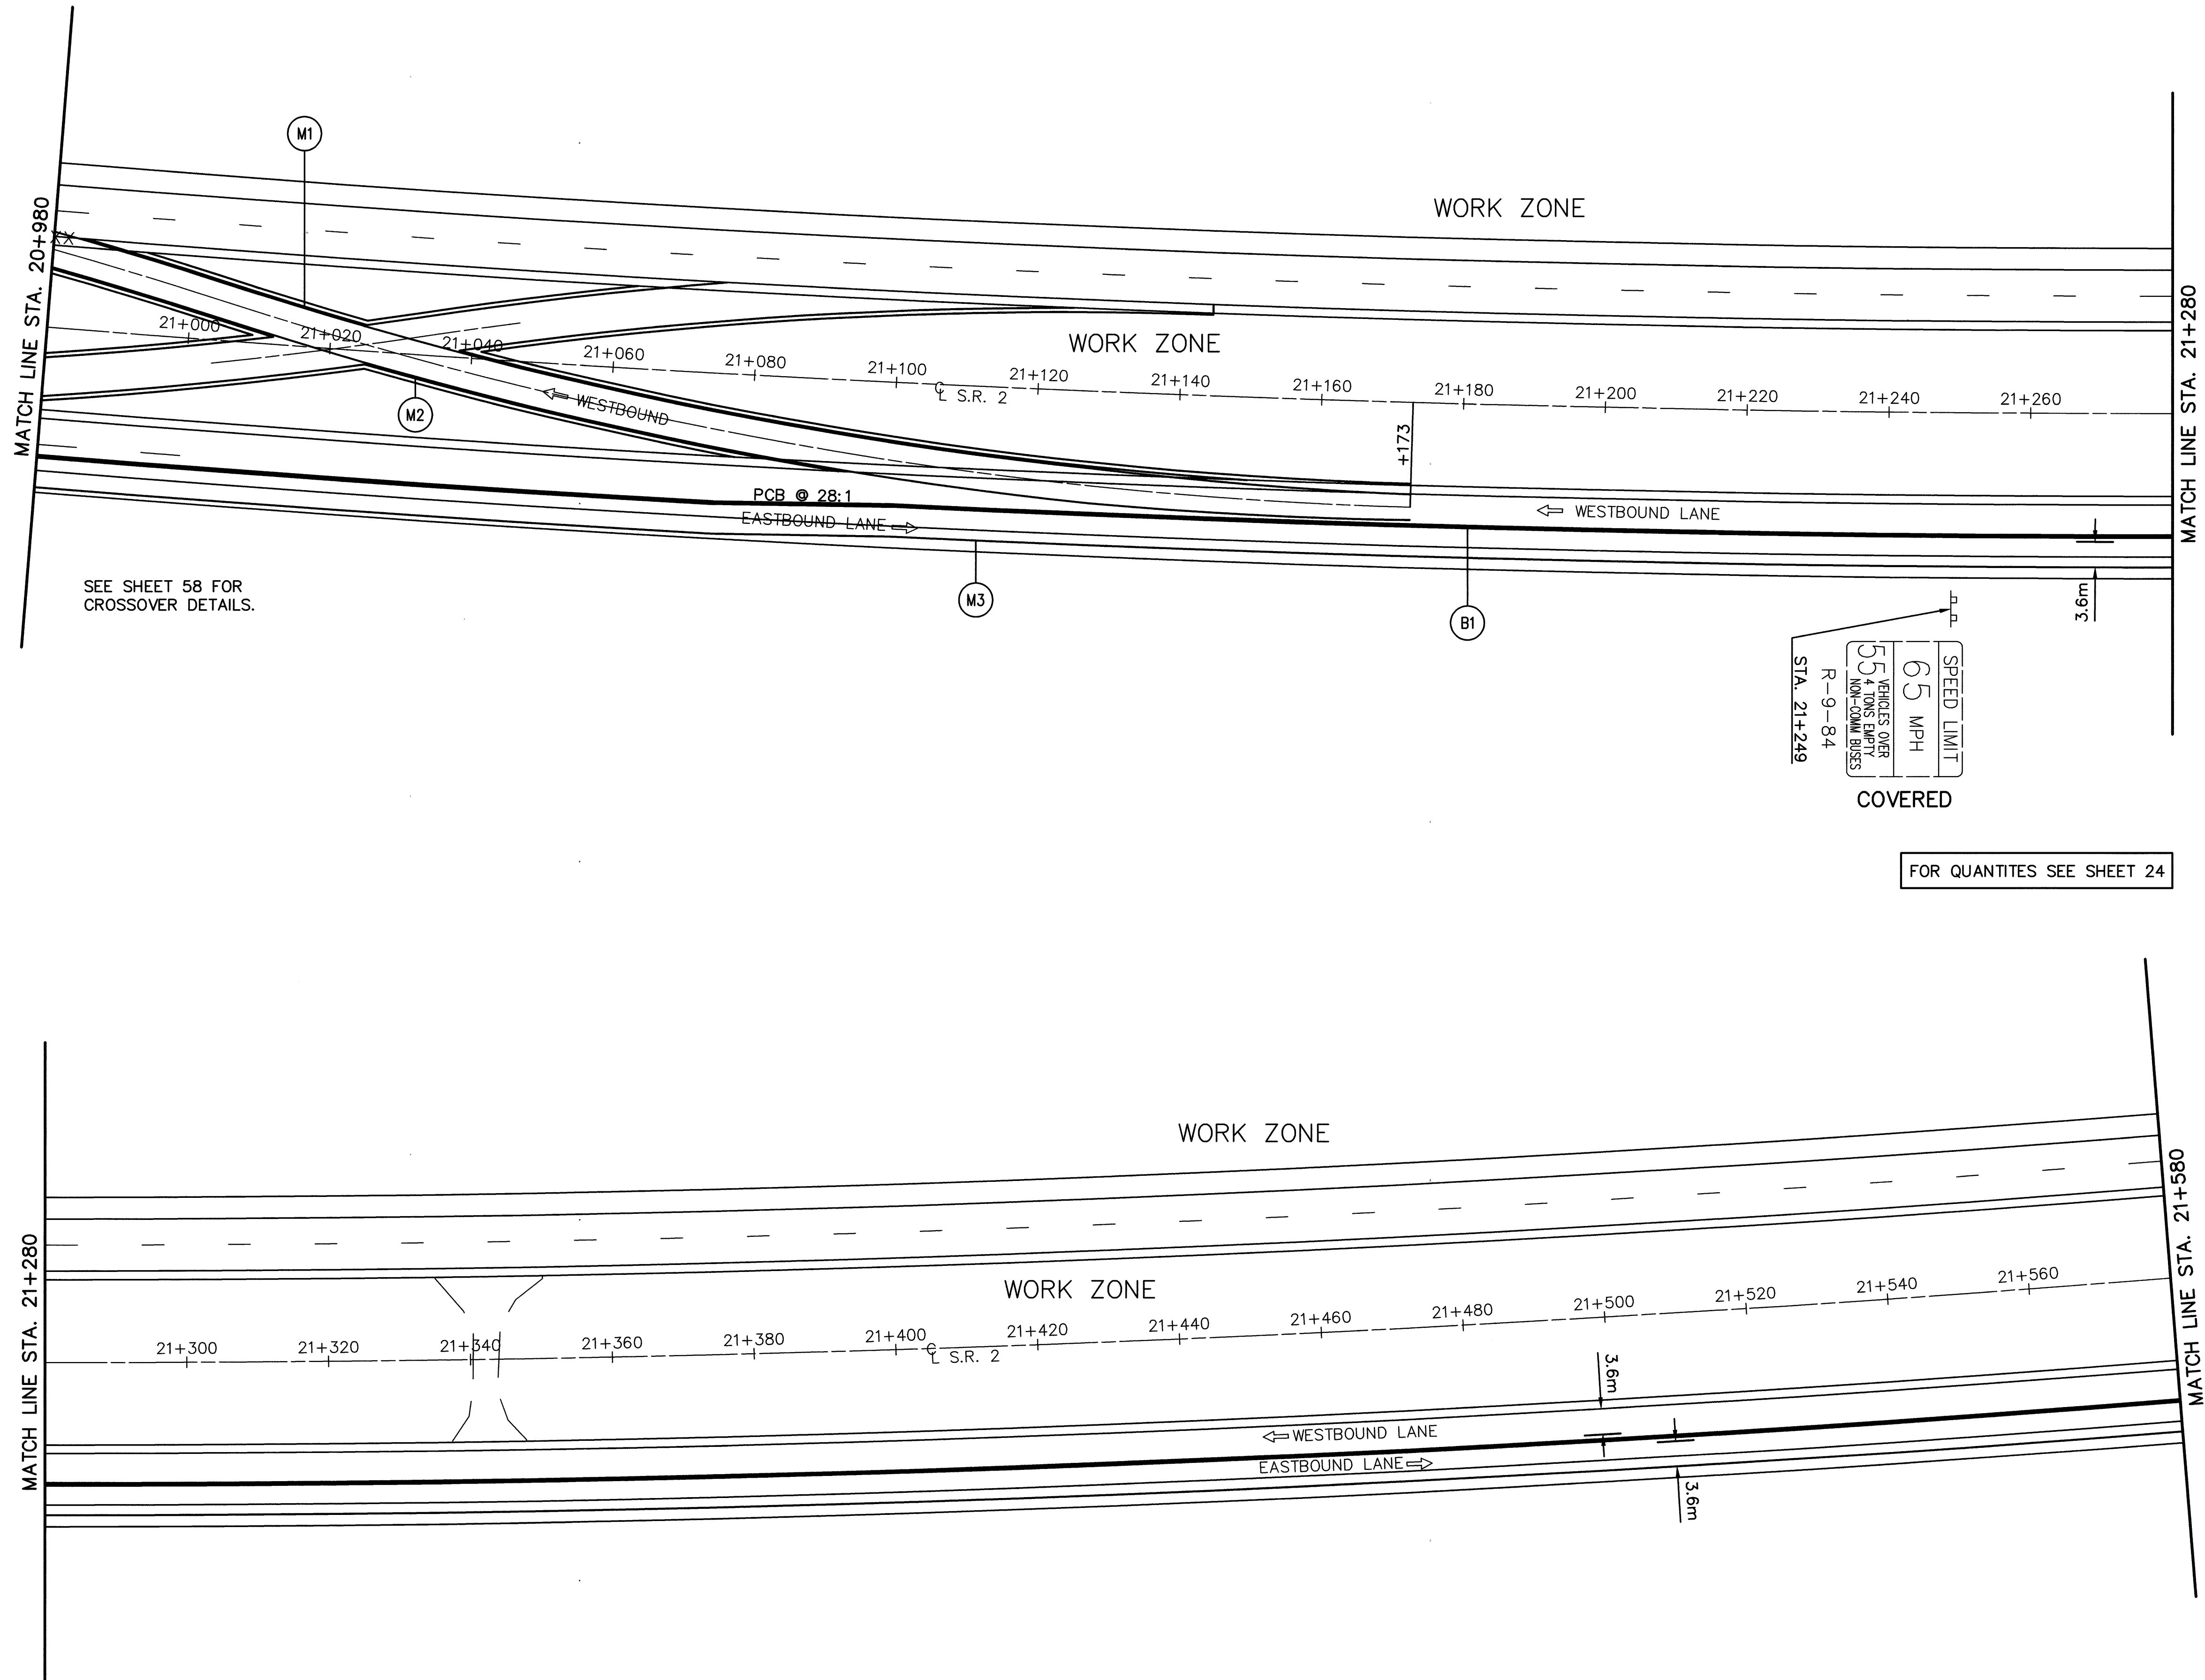 M1
WORK ZONE
MATCH LINE STA. 20+980
XX
21+000
21+020
21+040
21+060
21+080
21+100
21+120
21+140
21+160
21+180
21+200
21+220
21+240
21+260
WORK ZONE
℄ S.R. 2
M2
WESTBOUND
+173
PCB @ 28:1
EASTBOUND LANE
WESTBOUND LANE
MATCH LINE STA. 21+280
SEE SHEET 58 FOR
CROSSOVER DETAILS.
M3
B1
3.6m
SPEED LIMIT
65 MPH
55 VEHICLES OVER
4 TONS EMPTY
NON-COMM BUSES
R-9-84
STA. 21+249
COVERED
FOR QUANTITES SEE SHEET 24
WORK ZONE
MATCH LINE STA. 21+280
WORK ZONE
21+300
21+320
21+340
21+360
21+380
21+400
21+420
21+440
21+460
21+480
21+500
21+520
21+540
21+560
℄ S.R. 2
3.6m
WESTBOUND LANE
EASTBOUND LANE
3.6m
MATCH LINE STA. 21+580